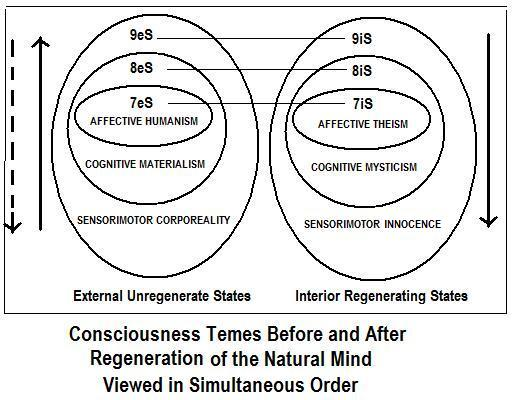 9eS
9iS
8eS
8iS
7eS
7iS
AFFECTIVE HUMANISM
AFFECTIVE THEISM
COGNITIVE MATERIALISM
COGNITIVE MYSTICISM
SENSORIMOTOR CORPOREALITY
SENSORIMOTOR INNOCENCE
External Unregenerate States
Interior Regenerating States
Consciousness Temes Before and After
Regeneration of the Natural Mind
Viewed in Simultaneous Order